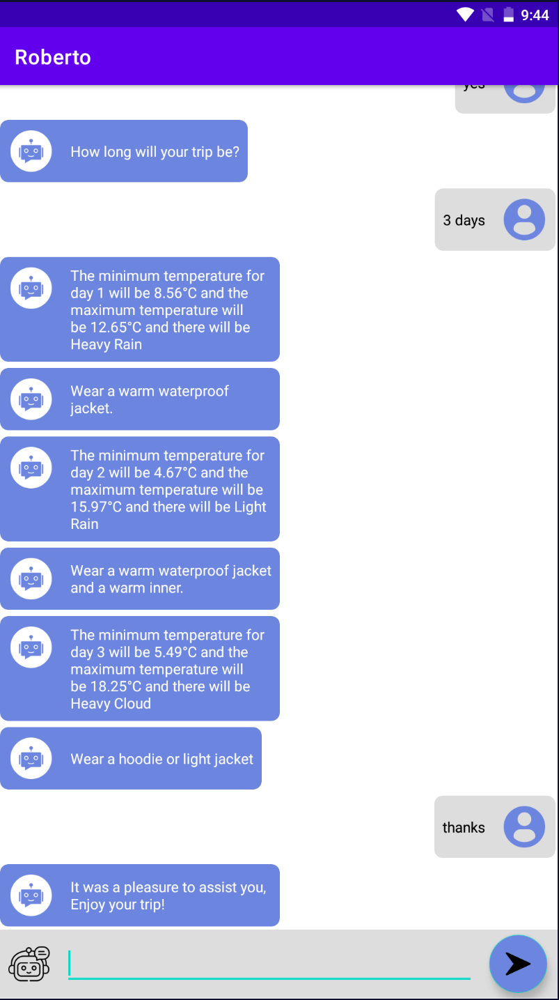 9:44
Roberto
yes
How long will your trip be?
3 days
The minimum temperature for
day 1 will be 8.56°C and the
maximum temperature will
be 12.65°C and there will be
Heavy Rain
Wear a warm waterproof
jacket.
The minimum temperature for
day 2 will be 4.67°C and the
maximum temperature will be
15.97°C and there will be Light
Rain
Wear a warm waterproof jacket
and a warm inner.
The minimum temperature for
day 3 will be 5.49°C and the
maximum temperature will
be 18.25°C and there will be
Heavy Cloud
Wear a hoodie or light jacket
thanks
It was a pleasure to assist you,
Enjoy your trip!